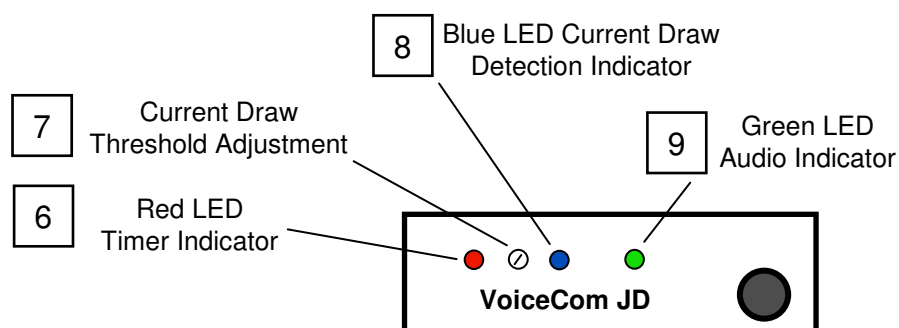 8
Blue LED Current Draw
Detection Indicator
7
Current Draw
Threshold Adjustment
9
Green LED
Audio Indicator
6
Red LED
Timer Indicator
VoiceCom JD